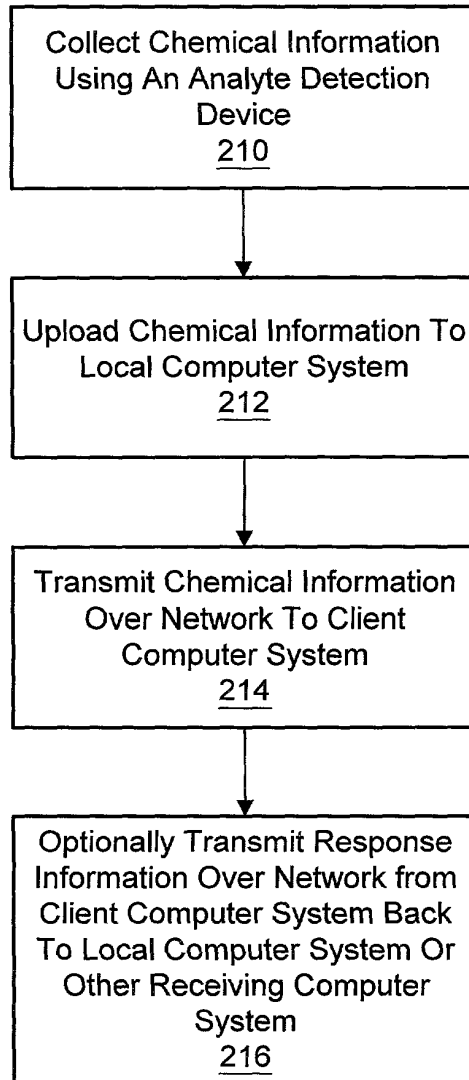 Collect Chemical Information
Using An Analyte Detection
Device
210
Upload Chemical Information To
Local Computer System
212
Transmit Chemical Information
Over Network To Client
Computer System
214
Optionally Transmit Response
Information Over Network from
Client Computer System Back
To Local Computer System Or
Other Receiving Computer
System
216